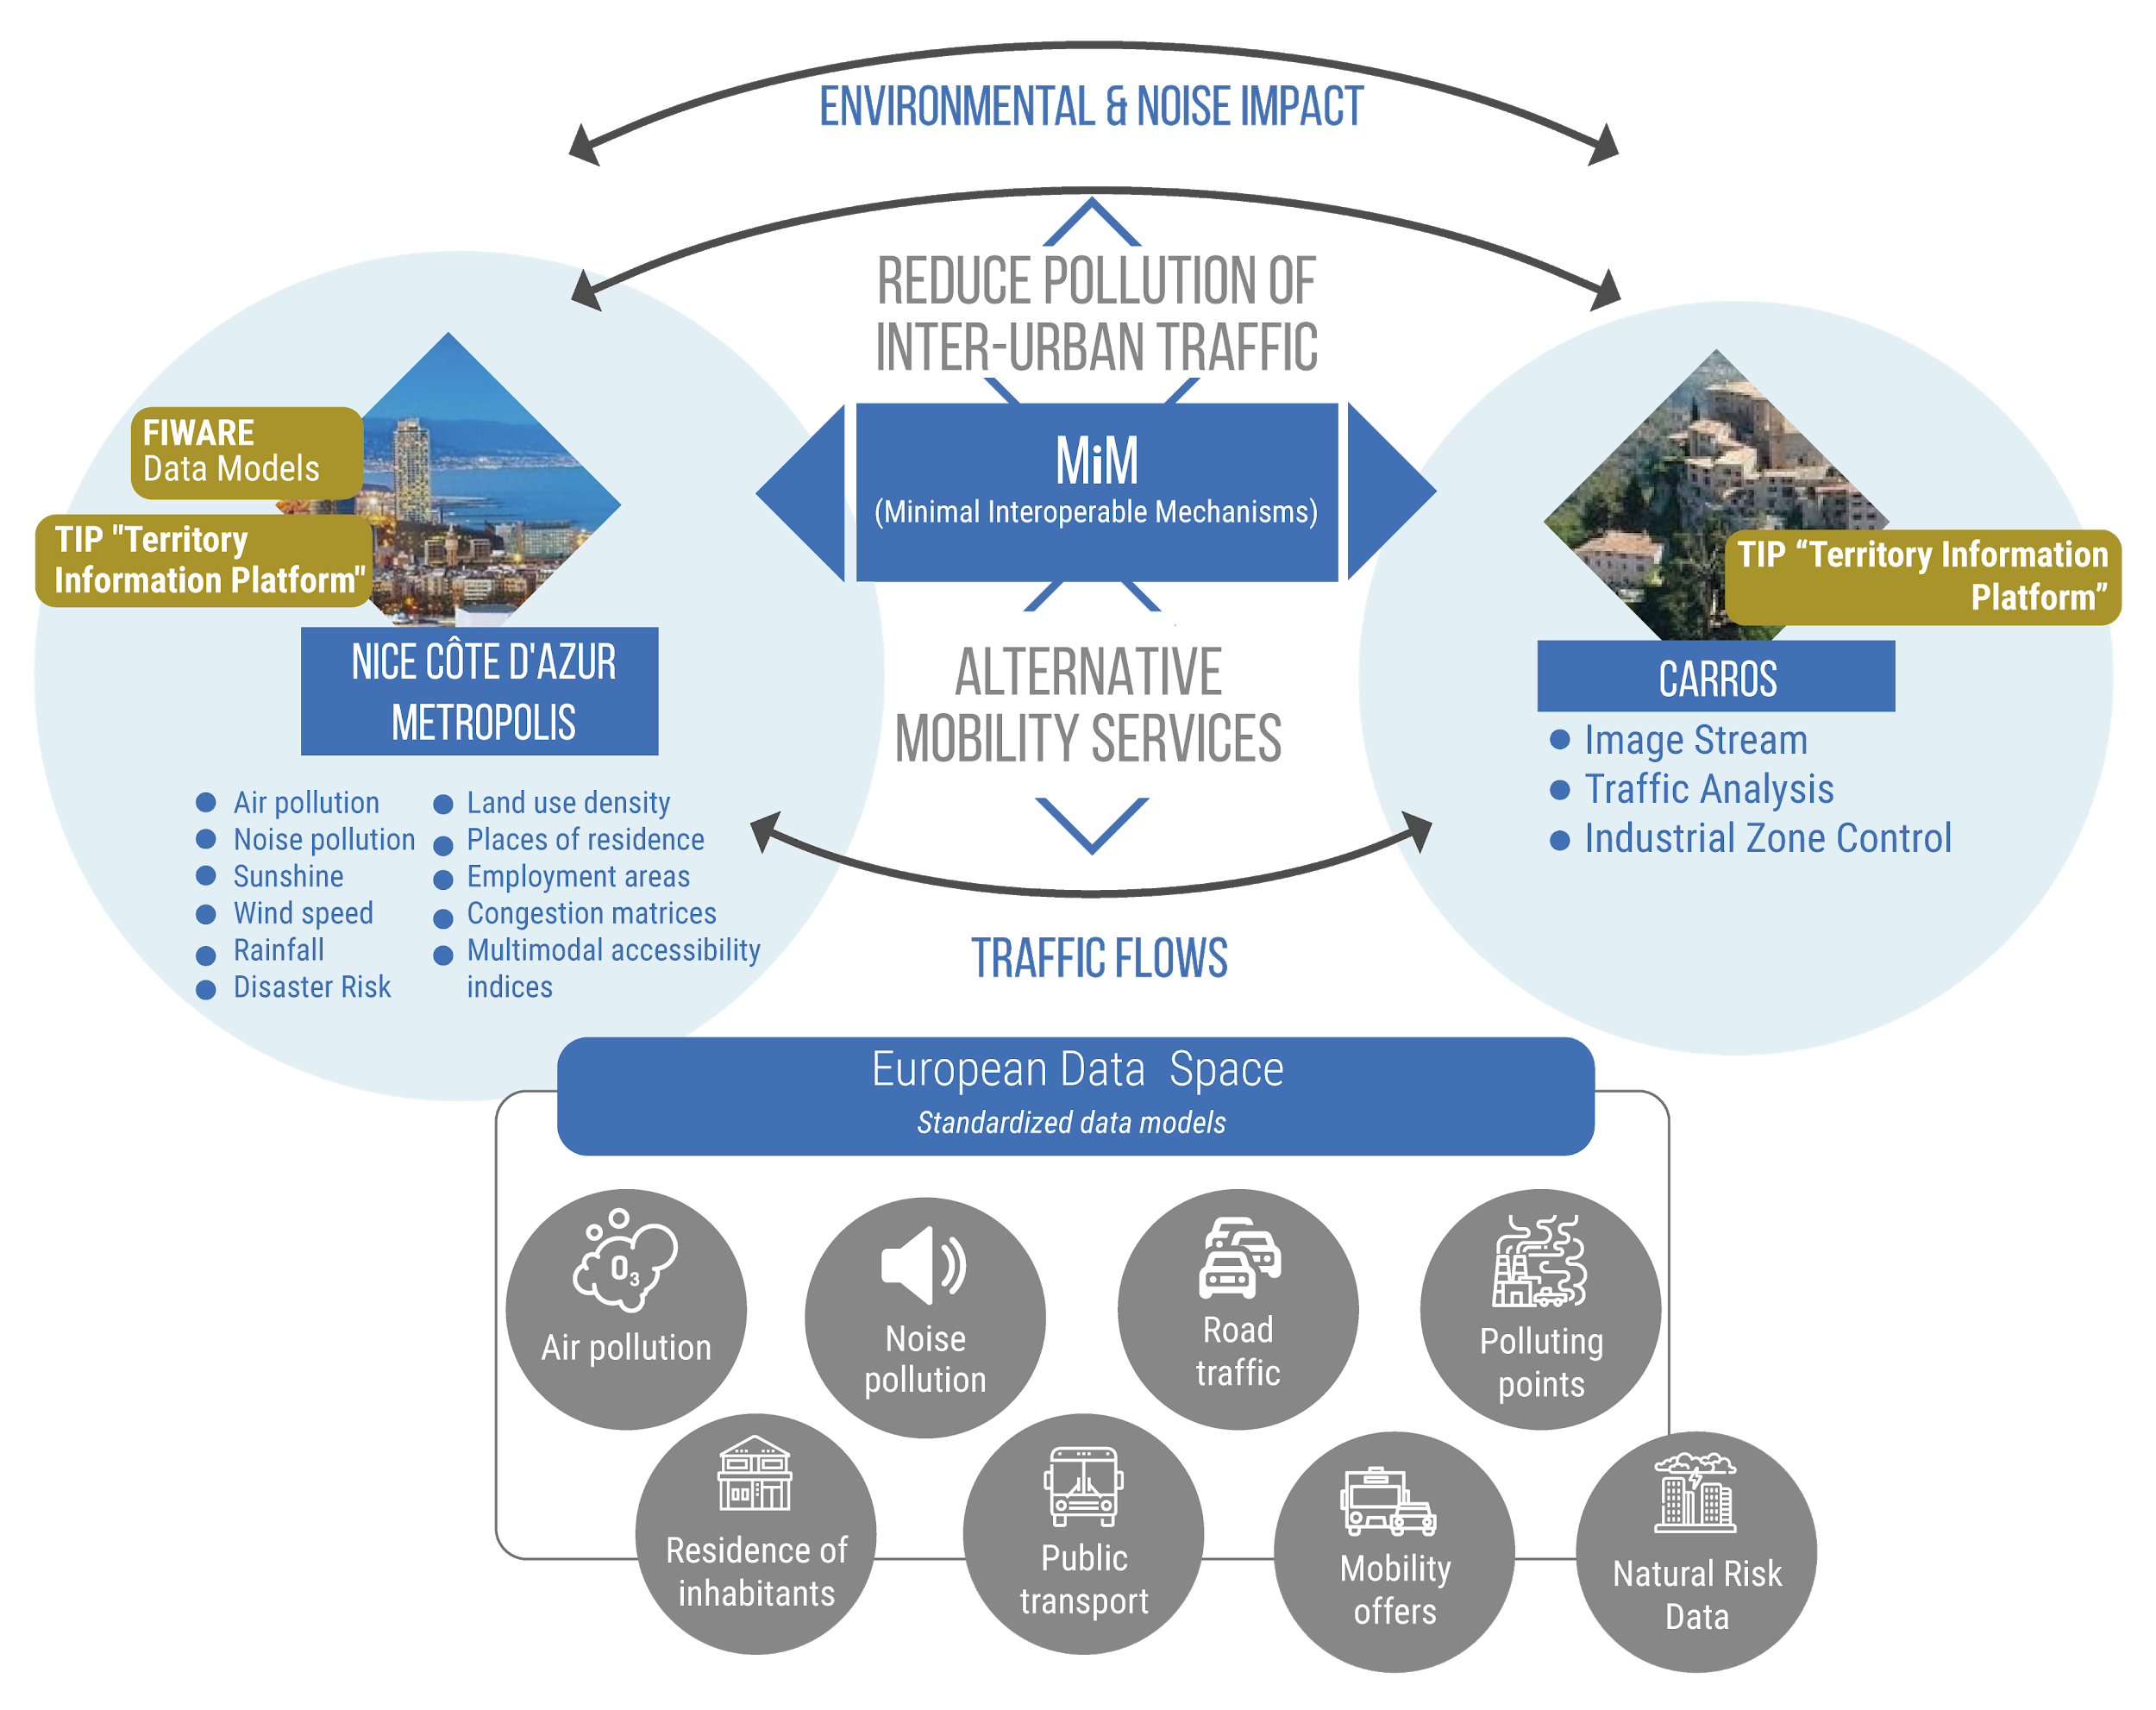 ENVIRONMENTAL & NOISE IMPACT
REDUCE POLLUTION OF
INTER-URBAN TRAFFIC
FIWARE
Data Models
TIP "Territory
Information Platform"
NICE CÔTE D'AZUR
METROPOLIS
Air pollution
Noise pollution
Sunshine
Wind speed
Rainfall
Disaster Risk
Land use density
Places of residence
Employment areas
Congestion matrices
Multimodal accessibility
indices
MiM
(Minimal Interoperable Mechanisms)
ALTERNATIVE
MOBILITY SERVICES
TRAFFIC FLOWS
TIP “Territory Information
Platform”
CARROS
Image Stream
Traffic Analysis
Industrial Zone Control
European Data Space
Standardized data models
O3
Air pollution
Noise
pollution
Road
traffic
Polluting
points
Residence of
inhabitants
Public
transport
Mobility
offers
Natural Risk
Data